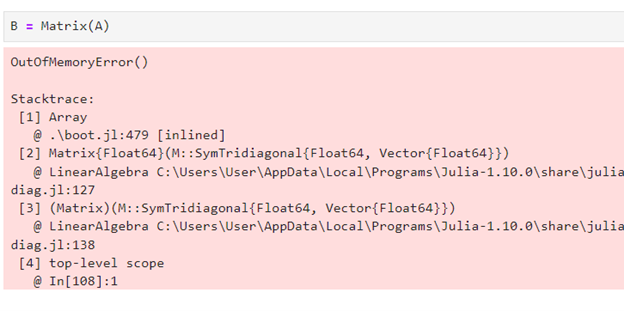 B = Matrix(A)
OutOfMemoryError()
Stacktrace:
[1] Array
@ .\boot.jl:479 [inlined]
[2] Matrix{Float64}(M::SymTridiagonal{Float64, Vector{Float64}})
@ LinearAlgebra C:\Users\User\AppData\Local\Programs\Julia-1.10.0\share\julia
diag.jl:127
[3] (Matrix)(M::SymTridiagonal{Float64, Vector{Float64}})
@ LinearAlgebra C:\Users\User\AppData\Local\Programs\Julia-1.10.0\share\julia
diag.jl:138
[4] top-level scope
@ In[108]:1